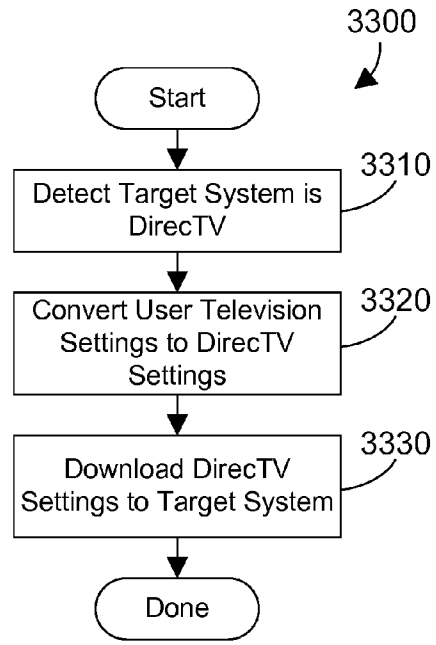 3300
Start
3310
Detect Target System is
DirecTV
3320
Convert User Television
Settings to DirecTV
Settings
3330
Download DirecTV
Settings to Target System
Done